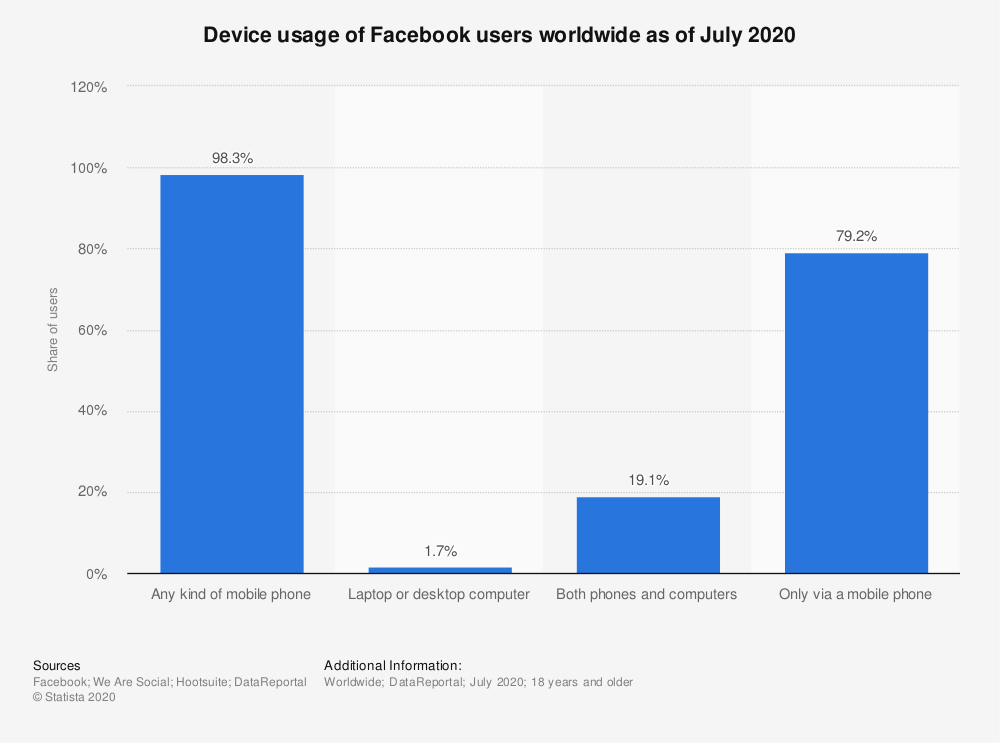 Device usage of Facebook users worldwide as of July 2020
120%
100%
80%
60%
40%
20%
0%
Share of users
98.3%
1.7%
19.1%
79.2%
Any kind of mobile phone
Laptop or desktop computer
Both phones and computers
Only via a mobile phone
Sources
Facebook; We Are Social; Hootsuite; DataReportal
© Statista 2020
Additional Information:
Worldwide; DataReportal; July 2020; 18 years and older